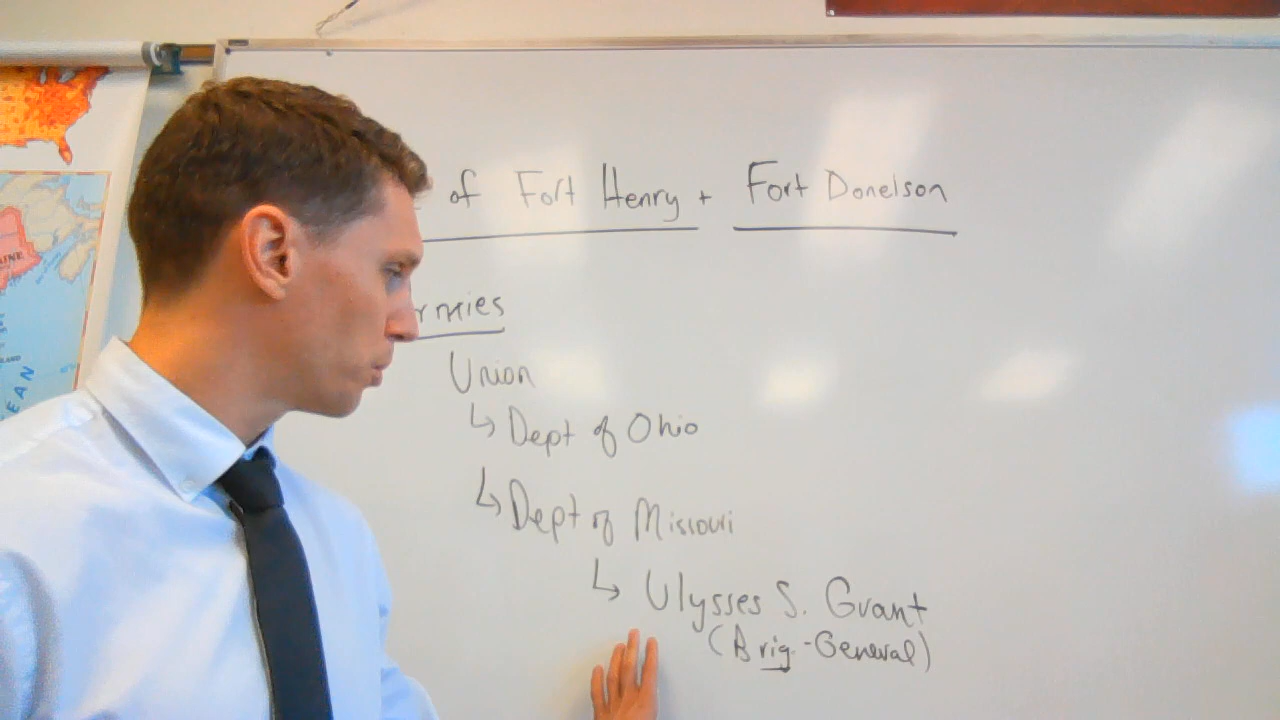 of Fort Henry + Fort Donelson
rmies
Union
↳ Dept of Ohio
↳ Dept of Missouri
↳ Ulysses S. Grant
(Brig.-General)